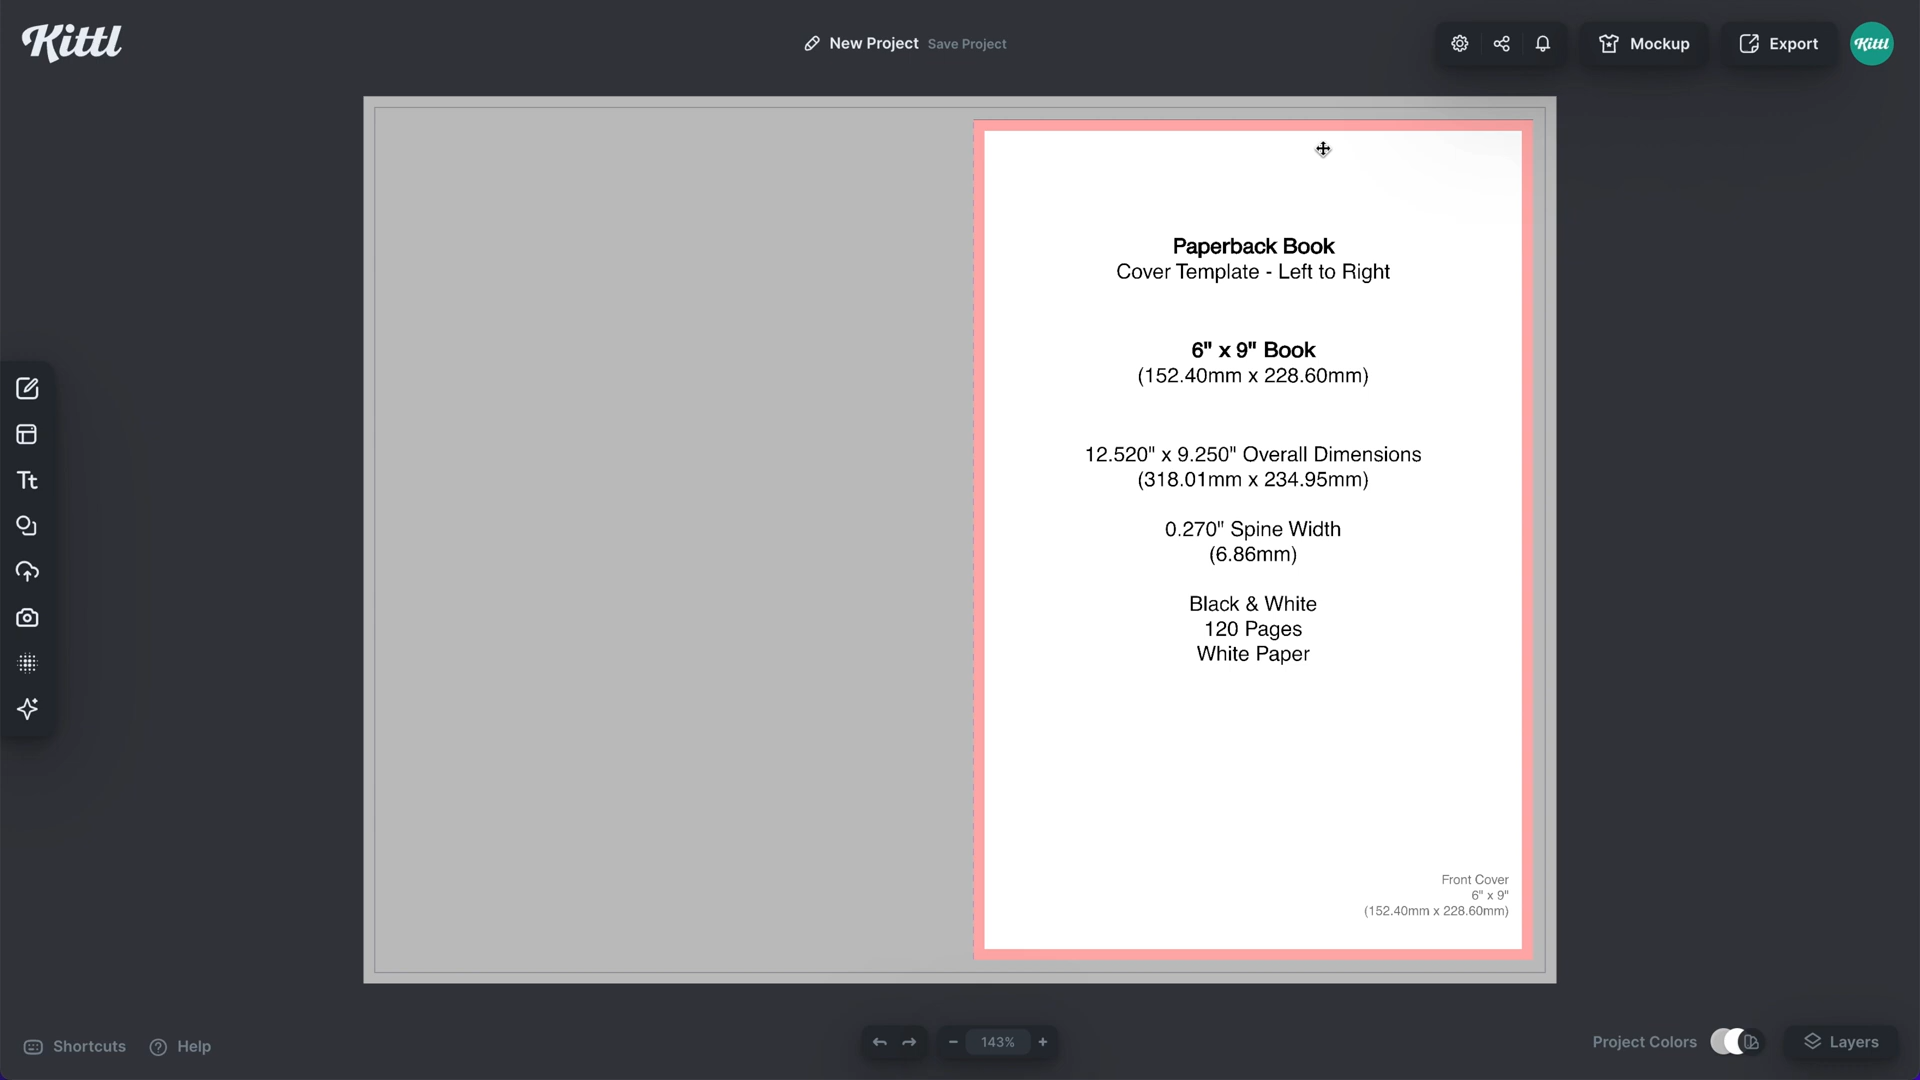 Kittl
New Project Save Project
Mockup
Export
Kittl
Paperback Book
Cover Template - Left to Right
6" x 9" Book
(152.40mm x 228.60mm)
12.520" x 9.250" Overall Dimensions
(318.01mm x 234.95mm)
0.270" Spine Width
(6.86mm)
Black & White
120 Pages
White Paper
Front Cover
6" x 9"
(152.40mm x 228.60mm)
Tt
Shortcuts
Help
143%
Project Colors
Layers